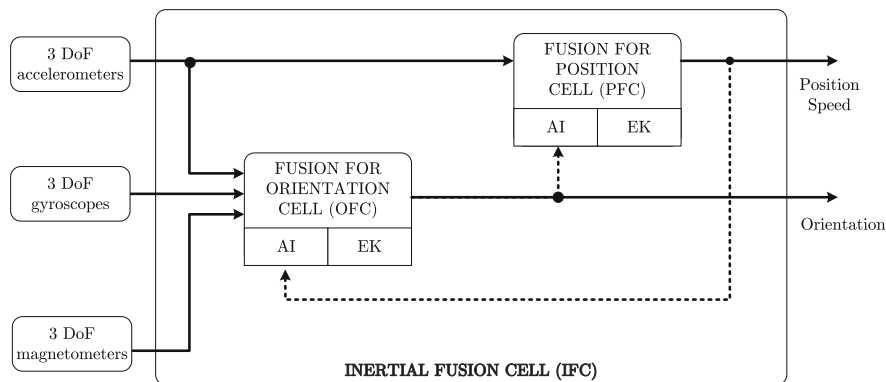 3 DoF
accelerometers
3 DoF
gyroscopes
3 DoF
magnetometers
FUSION FOR
ORIENTATION
CELL (OFC)
AI
EK
FUSION FOR
POSITION
CELL (PFC)
AI
EK
Position
Speed
Orientation
INERTIAL FUSION CELL (IFC)